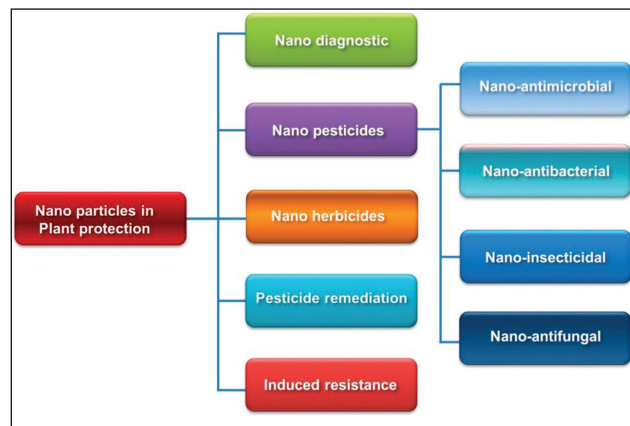 Nano particles in
Plant protection
Nano diagnostic
Nano pesticides
Nano herbicides
Pesticide remediation
Induced resistance
Nano-antimicrobial
Nano-antibacterial
Nano-insecticidal
Nano-antifungal